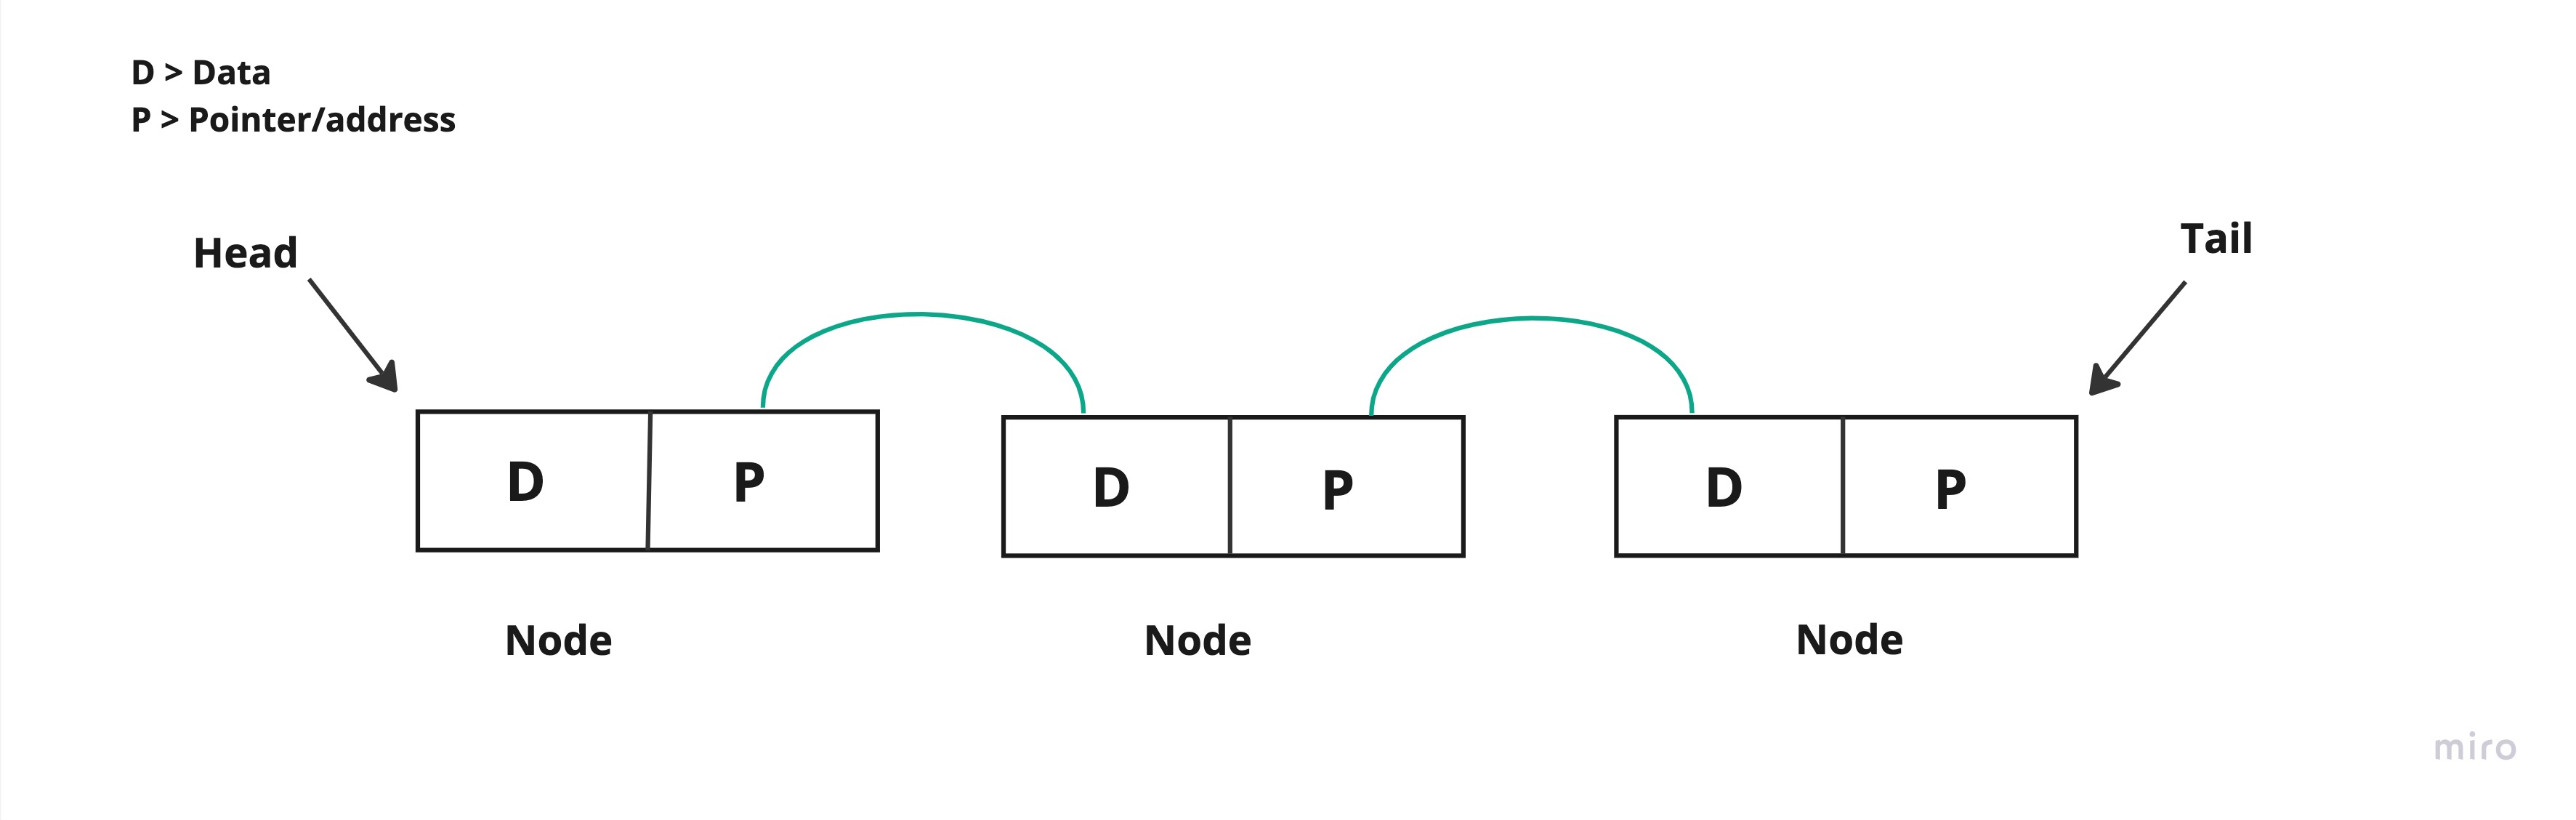 D > Data
P > Pointer/address
Head
Tail
D P D P D P
Node Node Node
miro